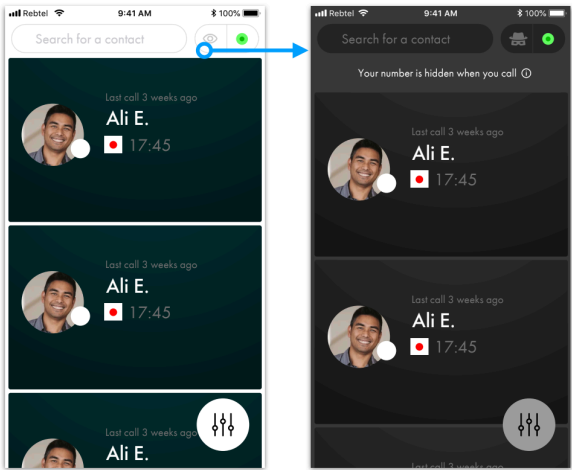 Rebtel 9:41 AM 100%
Search for a contact
Last call 3 weeks ago
Ali E.
17:45
Last call 3 weeks ago
Ali E.
17:45
Last call 3 weeks ago
Ali E.
Rebtel 9:41 AM 100%
Search for a contact
Your number is hidden when you call
Last call 3 weeks ago
Ali E.
17:45
Last call 3 weeks ago
Ali E.
17:45
Last call 3 weeks ago